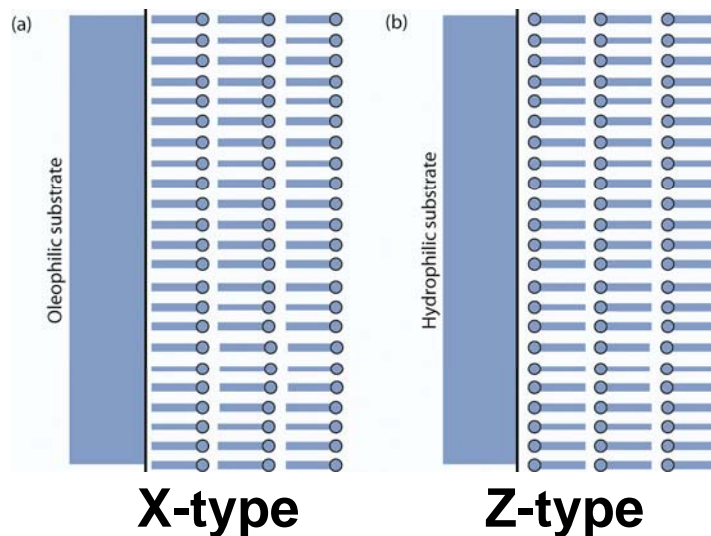 (a)
Oleophilic substrate
X-type
(b)
Hydrophilic substrate
Z-type